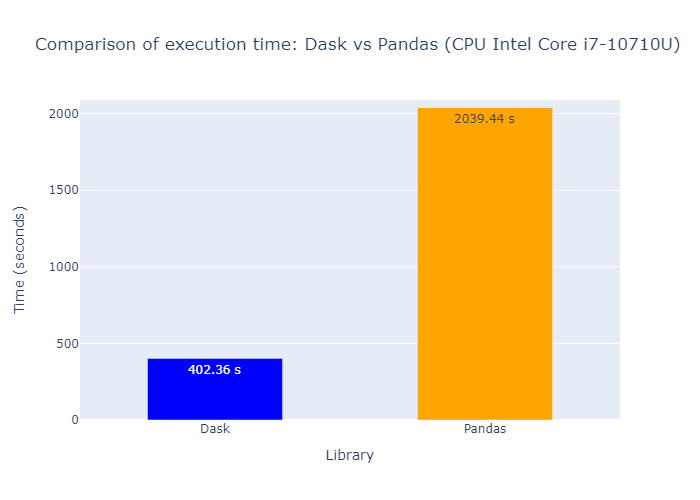 Comparison of execution time: Dask vs Pandas (CPU Intel Core i7-10710U)
2000
1500
1000
500
0
Time (seconds)
402.36 s
2039.44 s
Dask
Pandas
Library